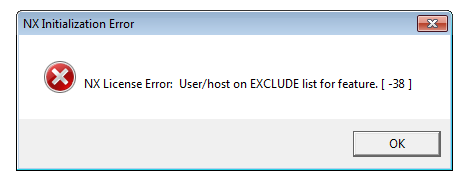 NX Initialization Error
NX License Error:  User/host on EXCLUDE list for feature. [ -38 ]
OK